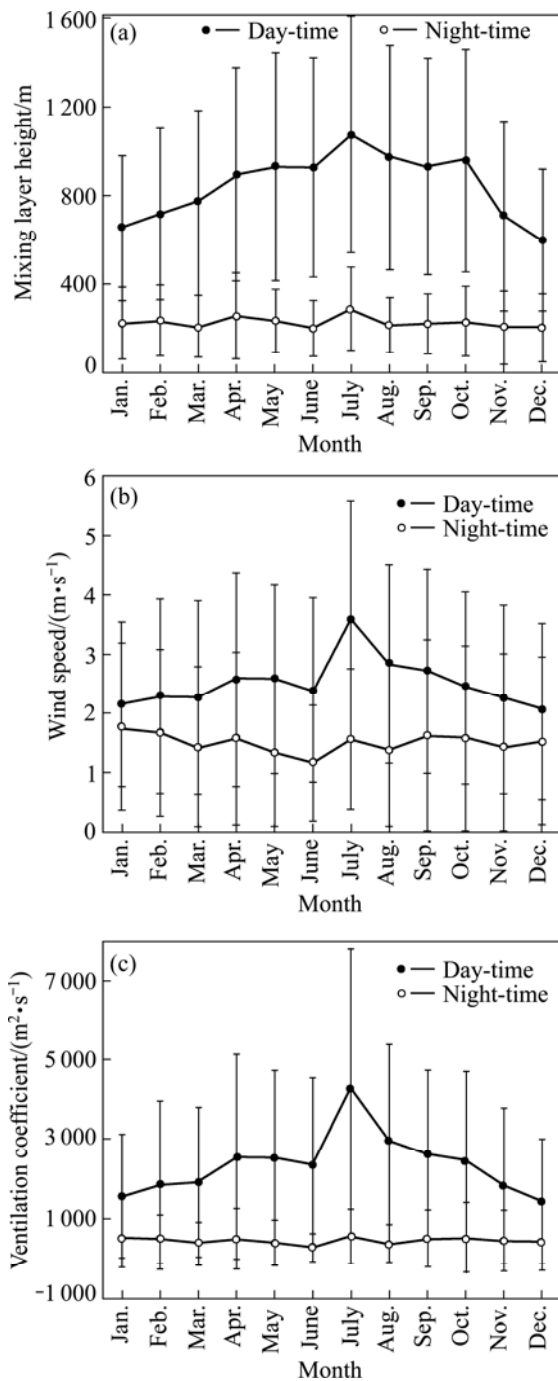 (a)
Day-time Night-time
1 600
1 200
800
400
0
Mixing layer height/m
Jan. Feb. Mar. Apr. May June July Aug. Sep. Oct. Nov. Dec.
Month
(b)
Day-time
Night-time
6
5
4
3
2
1
0
Wind speed/(m•s⁻¹)
Jan. Feb. Mar. Apr. May June July Aug. Sep. Oct. Nov. Dec.
Month
(c)
Day-time
Night-time
7 000
5 000
3 000
1 000
-1 000
Ventilation coefficient/(m²•s⁻¹)
Jan. Feb. Mar. Apr. May June July Aug. Sep. Oct. Nov. Dec.
Month